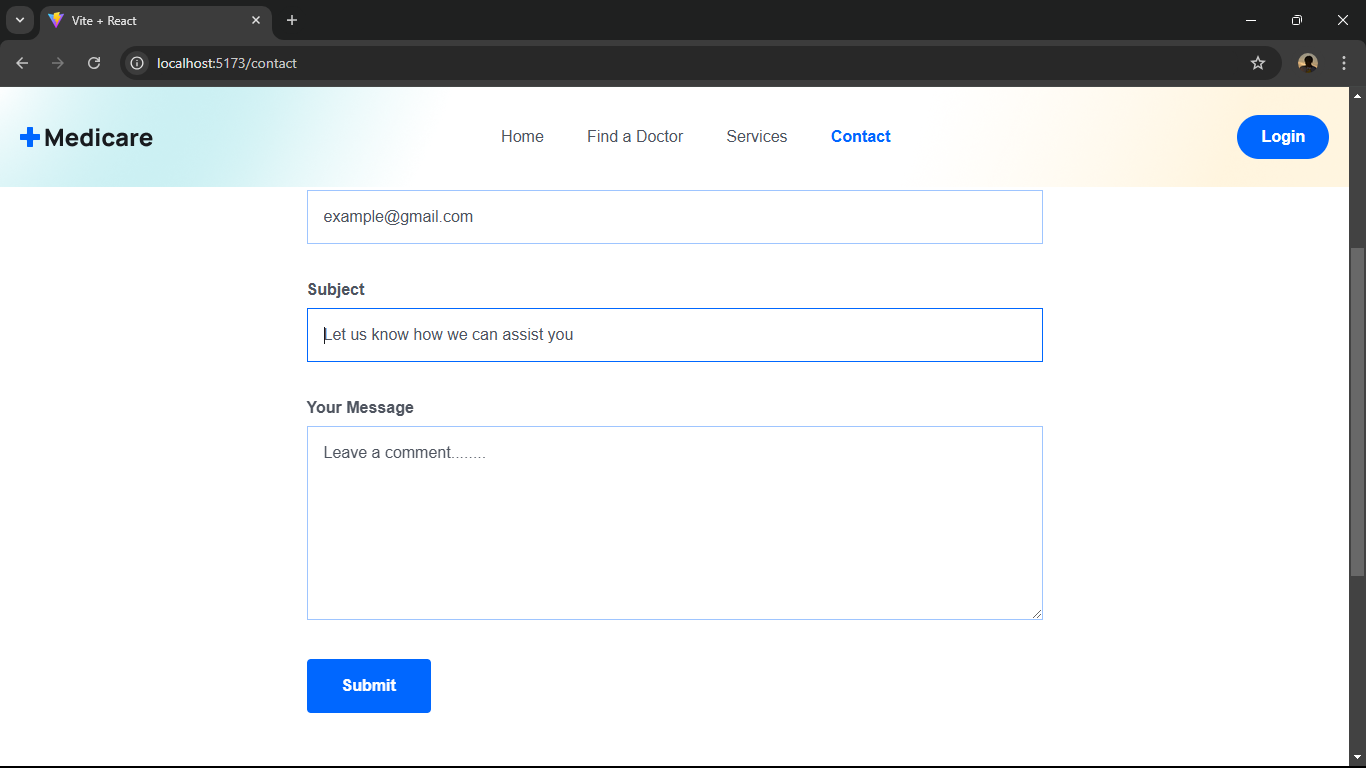 Vite + React
localhost:5173/contact
Medicare
Home
Find a Doctor
Services
Contact
Login
example@gmail.com
Subject
Let us know how we can assist you
Your Message
Leave a comment........
Submit